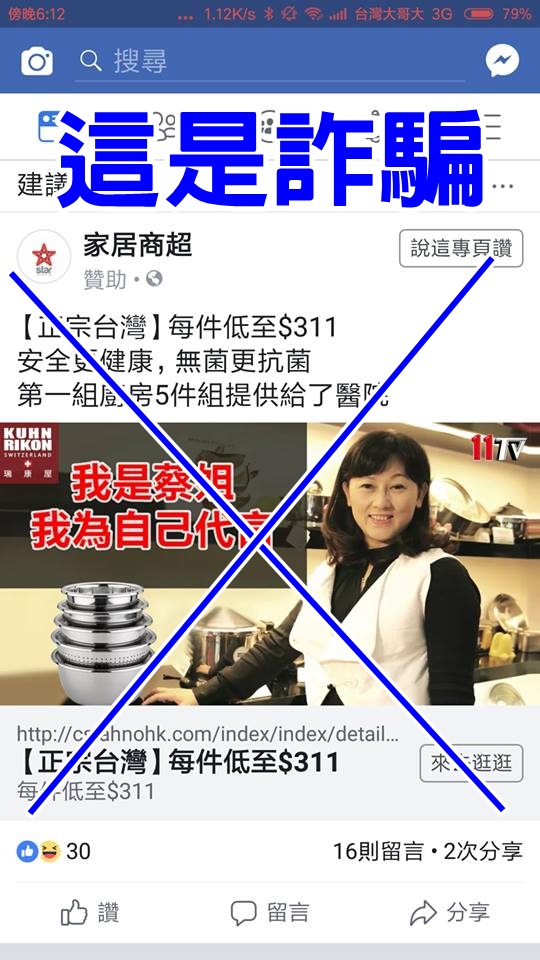 傍晚6:12 ... 1.12K/s 台灣大哥大 3G 79%
搜尋
這是詐騙
建議 ...
star
家居商超
說這專頁讚
贊助 •
【正宗台灣】每件低至$311
安全更健康，無菌更抗菌
第一組廚房5件組提供給了醫院
KUHN
RIKON
SWITZERLAND
瑞康屋
11TV
我是蔡姐
我為自己代言
http://cs.ahnohk.com/index/index/detail...
【正宗台灣】每件低至$311
每件低至$311
來去逛逛
30
16則留言 • 2次分享
讚
留言
分享